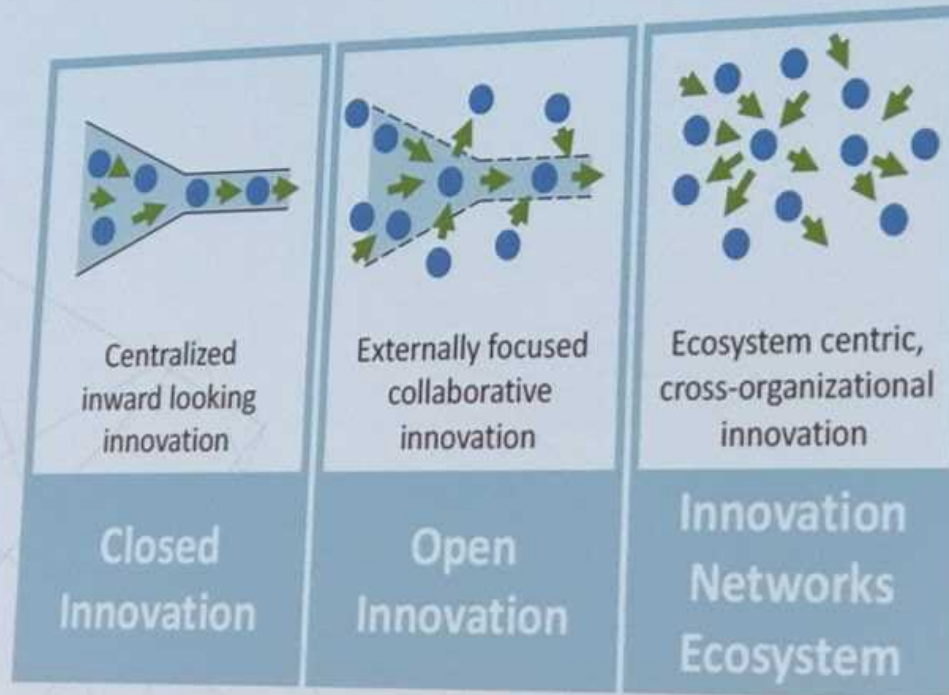 Centralized
inward looking
innovation
Closed
Innovation
Externally focused
collaborative
innovation
Open
Innovation
Ecosystem centric,
cross-organizational
innovation
Innovation
Networks
Ecosystem